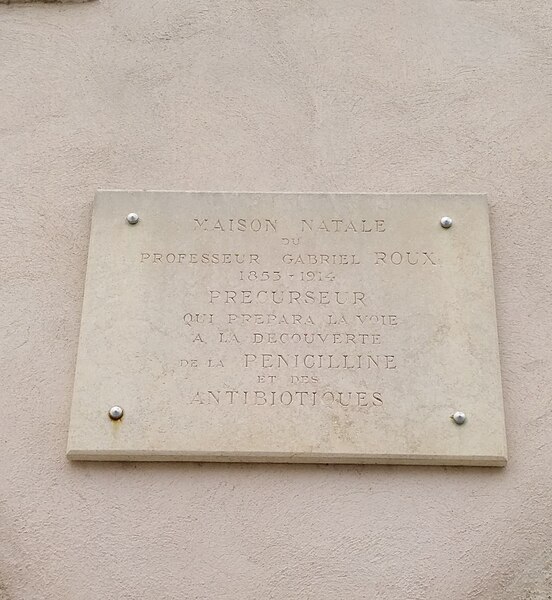 MAISON NATALE
DU
PROFESSEUR GABRIEL ROUX
1853-1914
PRECURSEUR
QUI PREPARA LA VOIE
A LA DECOUVERTE
DE LA PENICILLINE
ET DES
ANTIBIOTIQUES